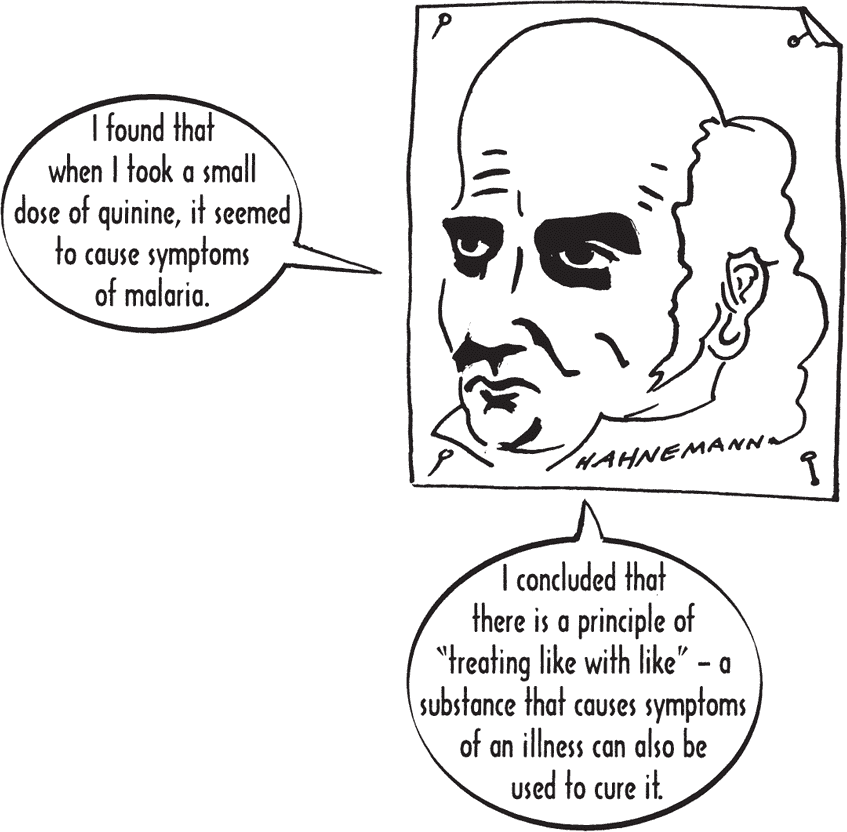 I found that
when I took a small
dose of quinine, it seemed
to cause symptoms
of malaria.
HAHNEMANN
I concluded that
there is a principle of
“treating like with like” – a
substance that causes symptoms
of an illness can also be
used to cure it.